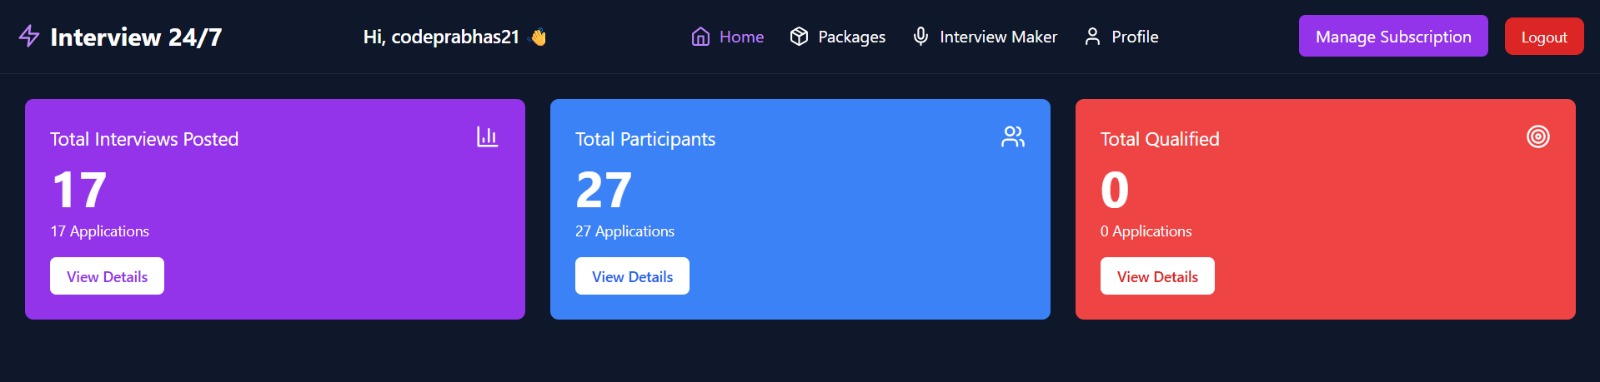 Interview 24/7
Hi, codeprabhas21 👋
Home
Packages
Interview Maker
Profile
Manage Subscription
Logout
Total Interviews Posted
17
17 Applications
View Details
Total Participants
27
27 Applications
View Details
Total Qualified
0
0 Applications
View Details